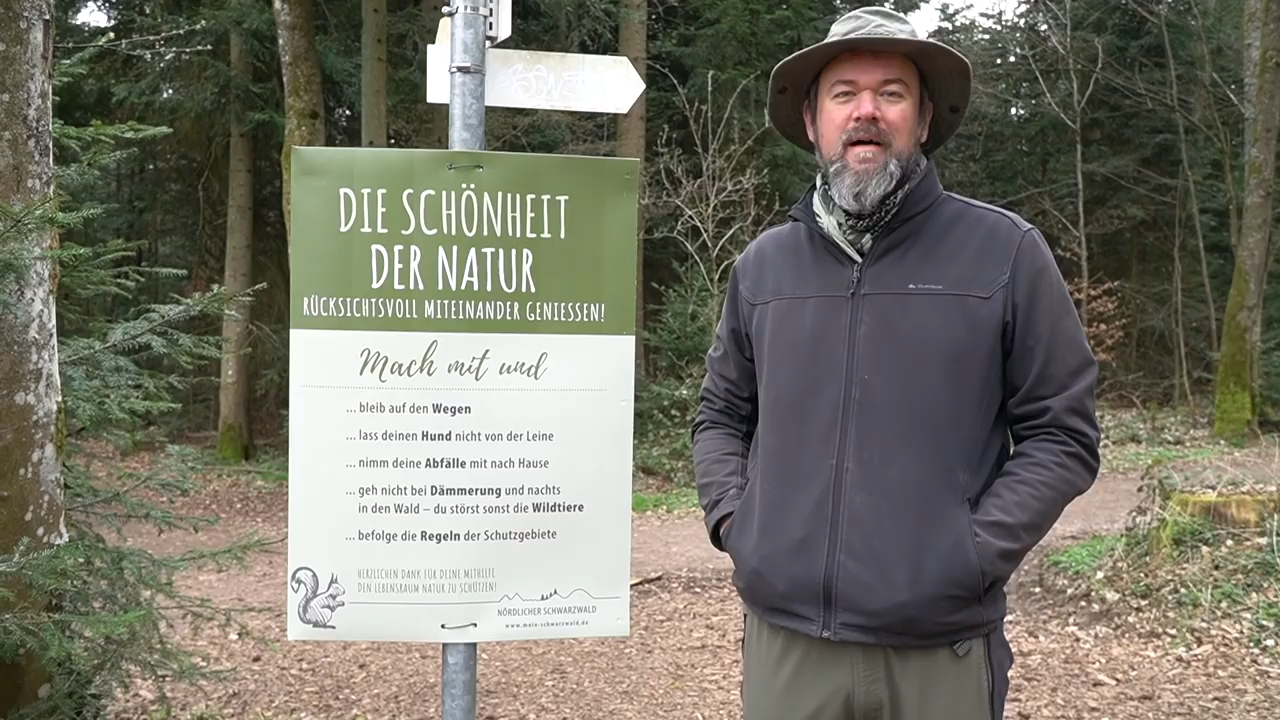 DIE SCHÖNHEIT
DER NATUR
RÜCKSICHTSVOLL MITEINANDER GENIESSEN!
Mach mit und
... bleib auf den Wegen
... lass deinen Hund nicht von der Leine
... nimm deine Abfälle mit nach Hause
... geh nicht bei Dämmerung und nachts
in den Wald – du störst sonst die Wildtiere
... befolge die Regeln der Schutzgebiete
HERZLICHEN DANK FÜR DEINE MITHILFE
DEN LEBENSRAUM NATUR ZU SCHÜTZEN!
NÖRDLICHER SCHWARZWALD
www.mein-schwarzwald.de